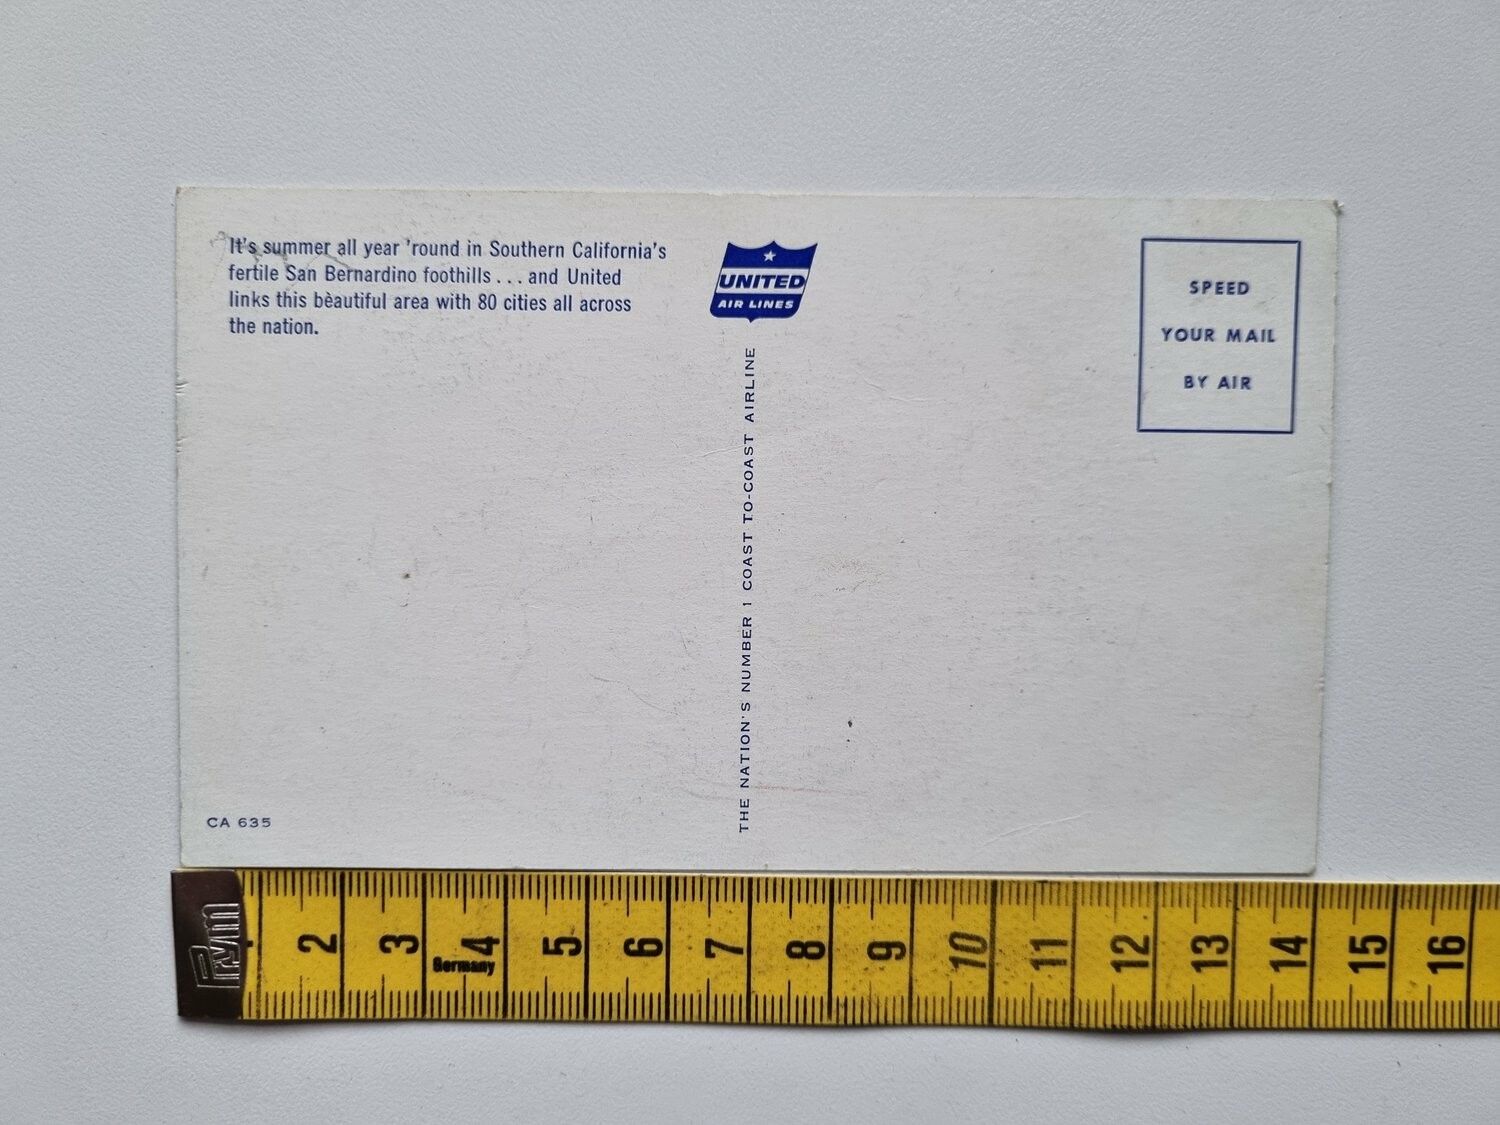 It's summer all year 'round in Southern California's
fertile San Bernardino foothills . . . and United
links this beautiful area with 80 cities all across
the nation.
UNITED
AIR LINES
THE NATION'S NUMBER 1 COAST TO-COAST AIRLINE
SPEED
YOUR MAIL
BY AIR
CA 635
Prym
2 3 4 5 6 7 8 9 10 11 12 13 14 15 16
Germany